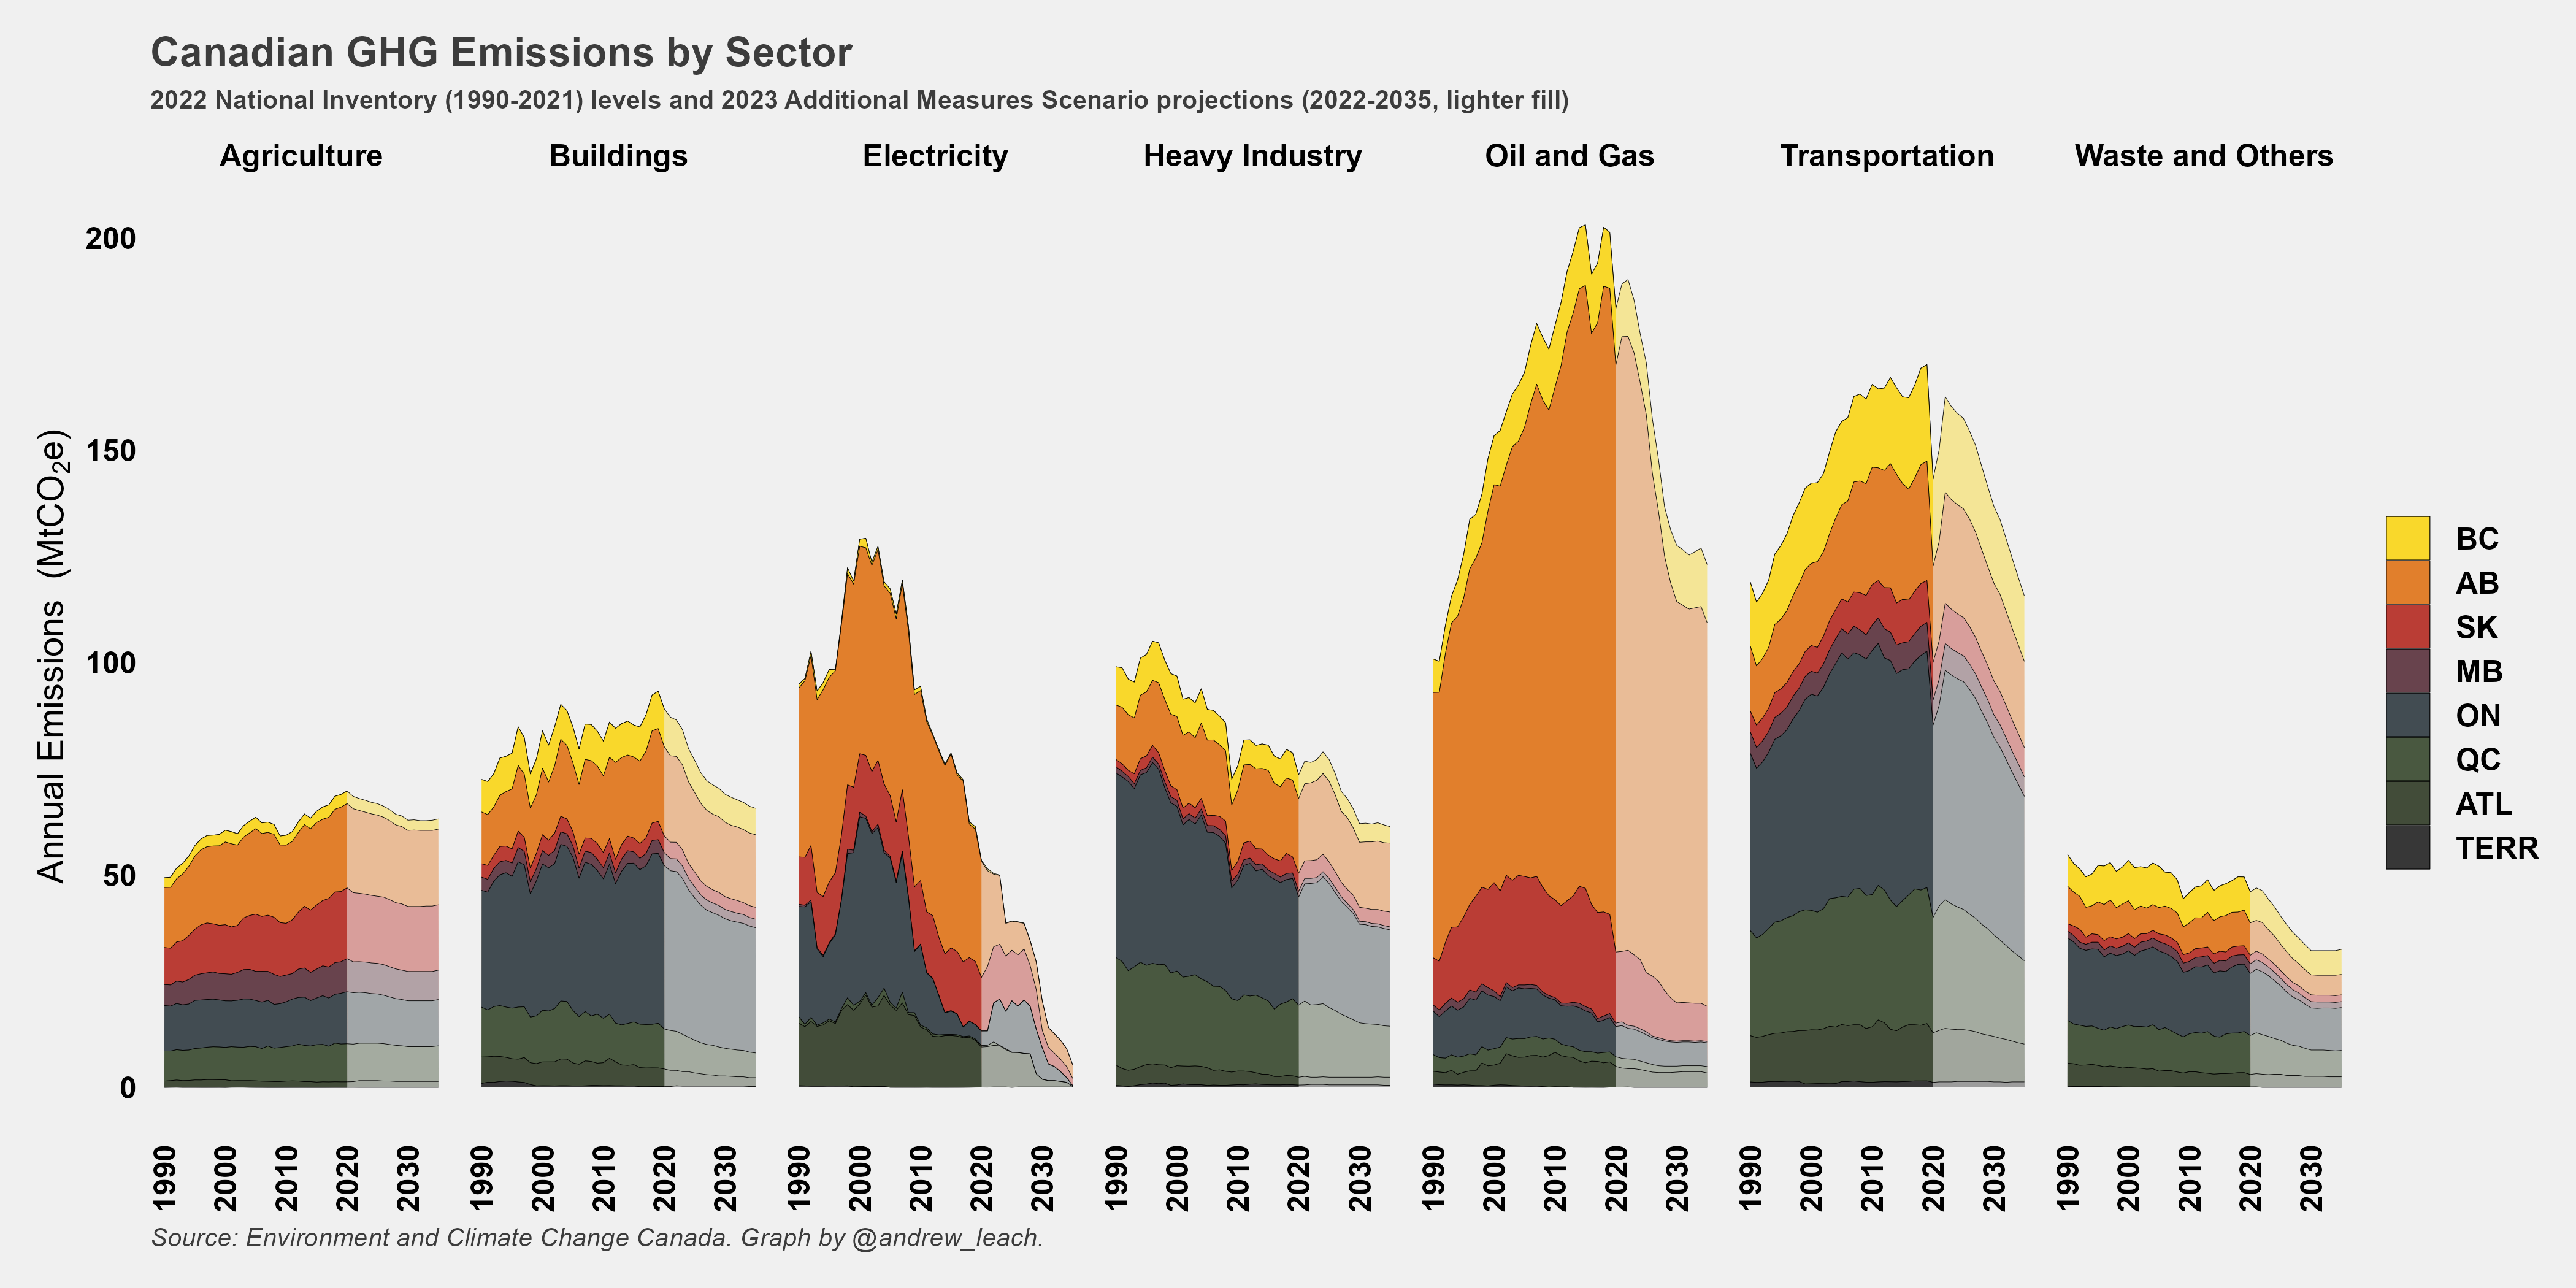 Canadian GHG Emissions by Sector
2022 National Inventory (1990-2021) levels and 2023 Additional Measures Scenario projections (2022-2035, lighter fill)
Agriculture Buildings Electricity Heavy Industry Oil and Gas Transportation Waste and Others
Annual Emissions (MtCO₂e)
200
150
100
50
0
BC
AB
SK
MB
ON
QC
ATL
TERR
1990 2000 2010 2020 2030 1990 2000 2010 2020 2030 1990 2000 2010 2020 2030 1990 2000 2010 2020 2030 1990 2000 2010 2020 2030 1990 2000 2010 2020 2030 1990 2000 2010 2020 2030
Source: Environment and Climate Change Canada. Graph by @andrew_leach.